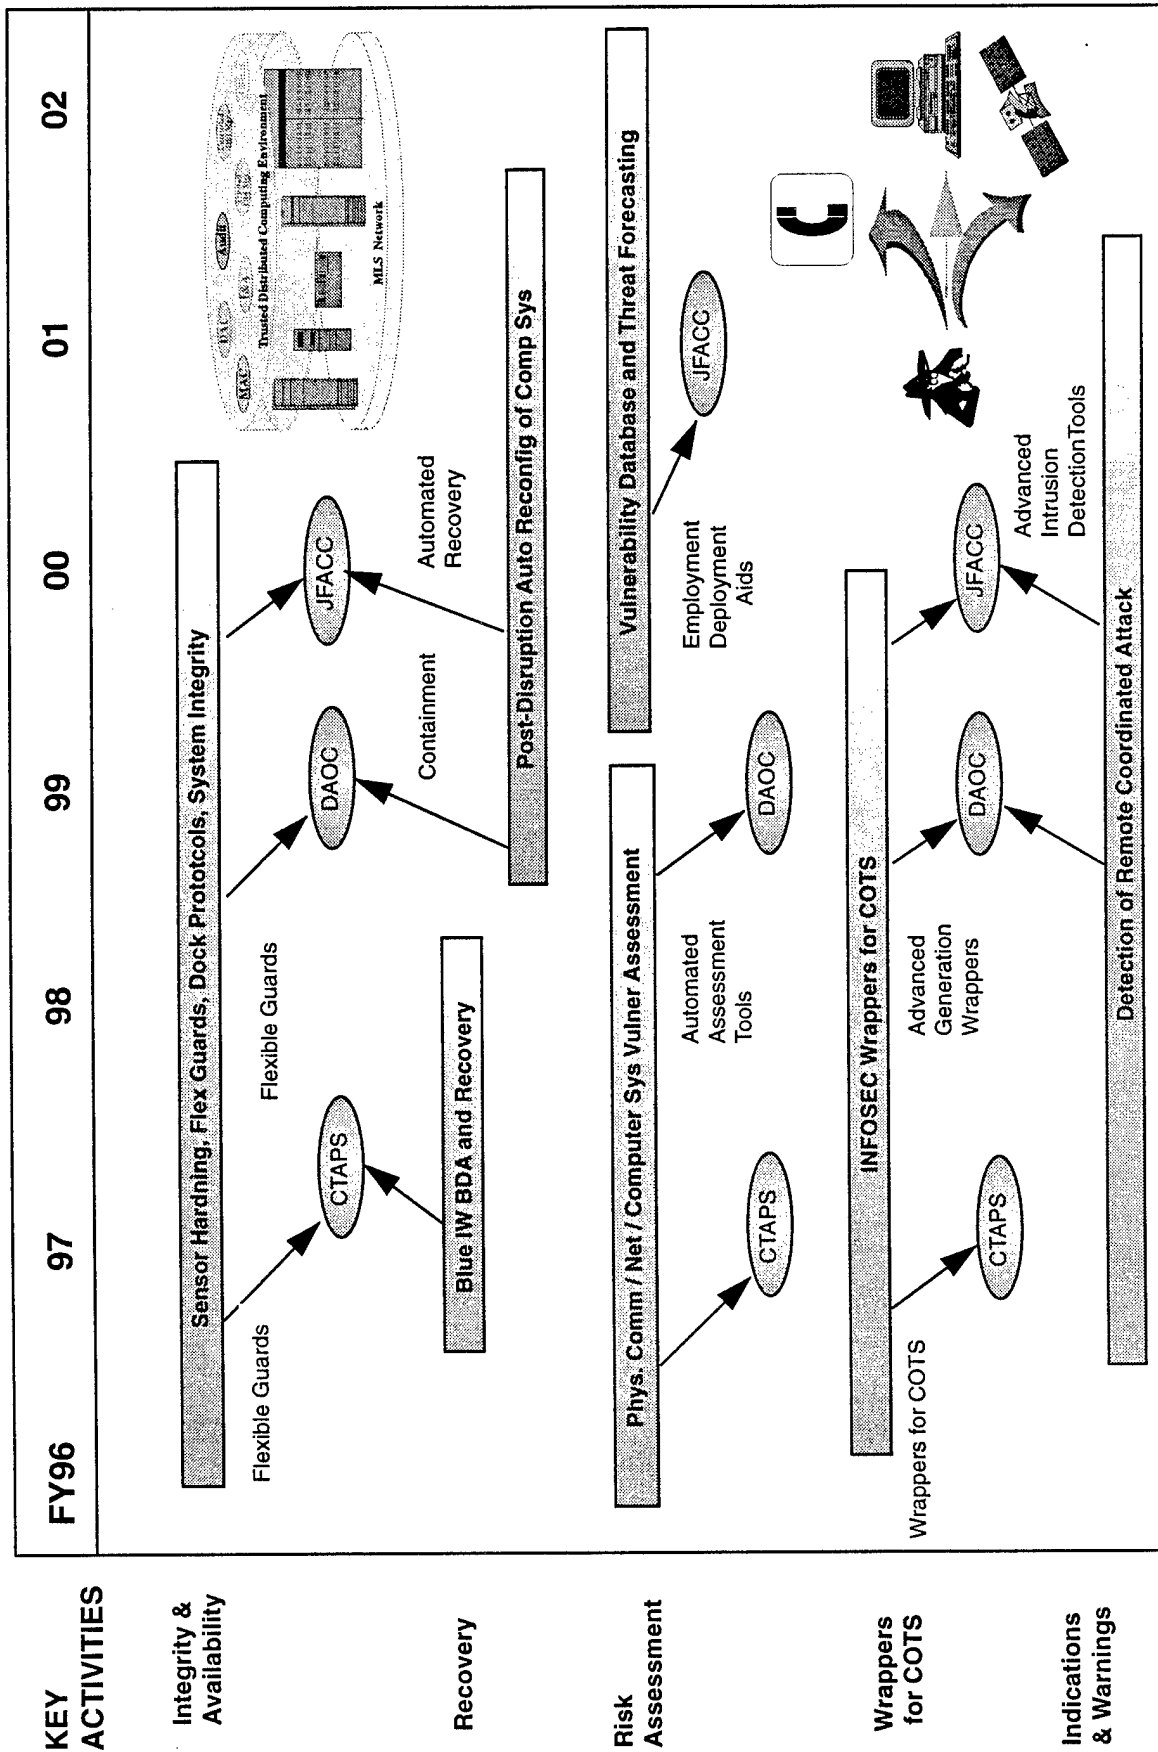 KEY
ACTIVITIES
FY96
97
98
99
00
01
02
Integrity &
Availability
Sensor Hardning, Flex Guards, Dock Prototcols, System Integrity
Flexible Guards
Flexible Guards
CTAPS
DAOC
JFACC
Containment
Automated
Recovery
MAC
DAC
I&A
Audit
Trusted Distributed Computing Environment
MLS Network
Recovery
Blue IW BDA and Recovery
Post-Disruption Auto Reconfig of Comp Sys
Risk
Assessment
Phys. Comm / Net / Computer Sys Vulner Assessment
Vulnerability Database and Threat Forecasting
CTAPS
Automated
Assessment
Tools
DAOC
Employment
Deployment
Aids
JFACC
Wrappers
for COTS
INFOSEC Wrappers for COTS
Wrappers for COTS
CTAPS
Advanced
Generation
Wrappers
DAOC
JFACC
Advanced
Intrusion
DetectionTools
Indications
& Warnings
Detection of Remote Coordinated Attack